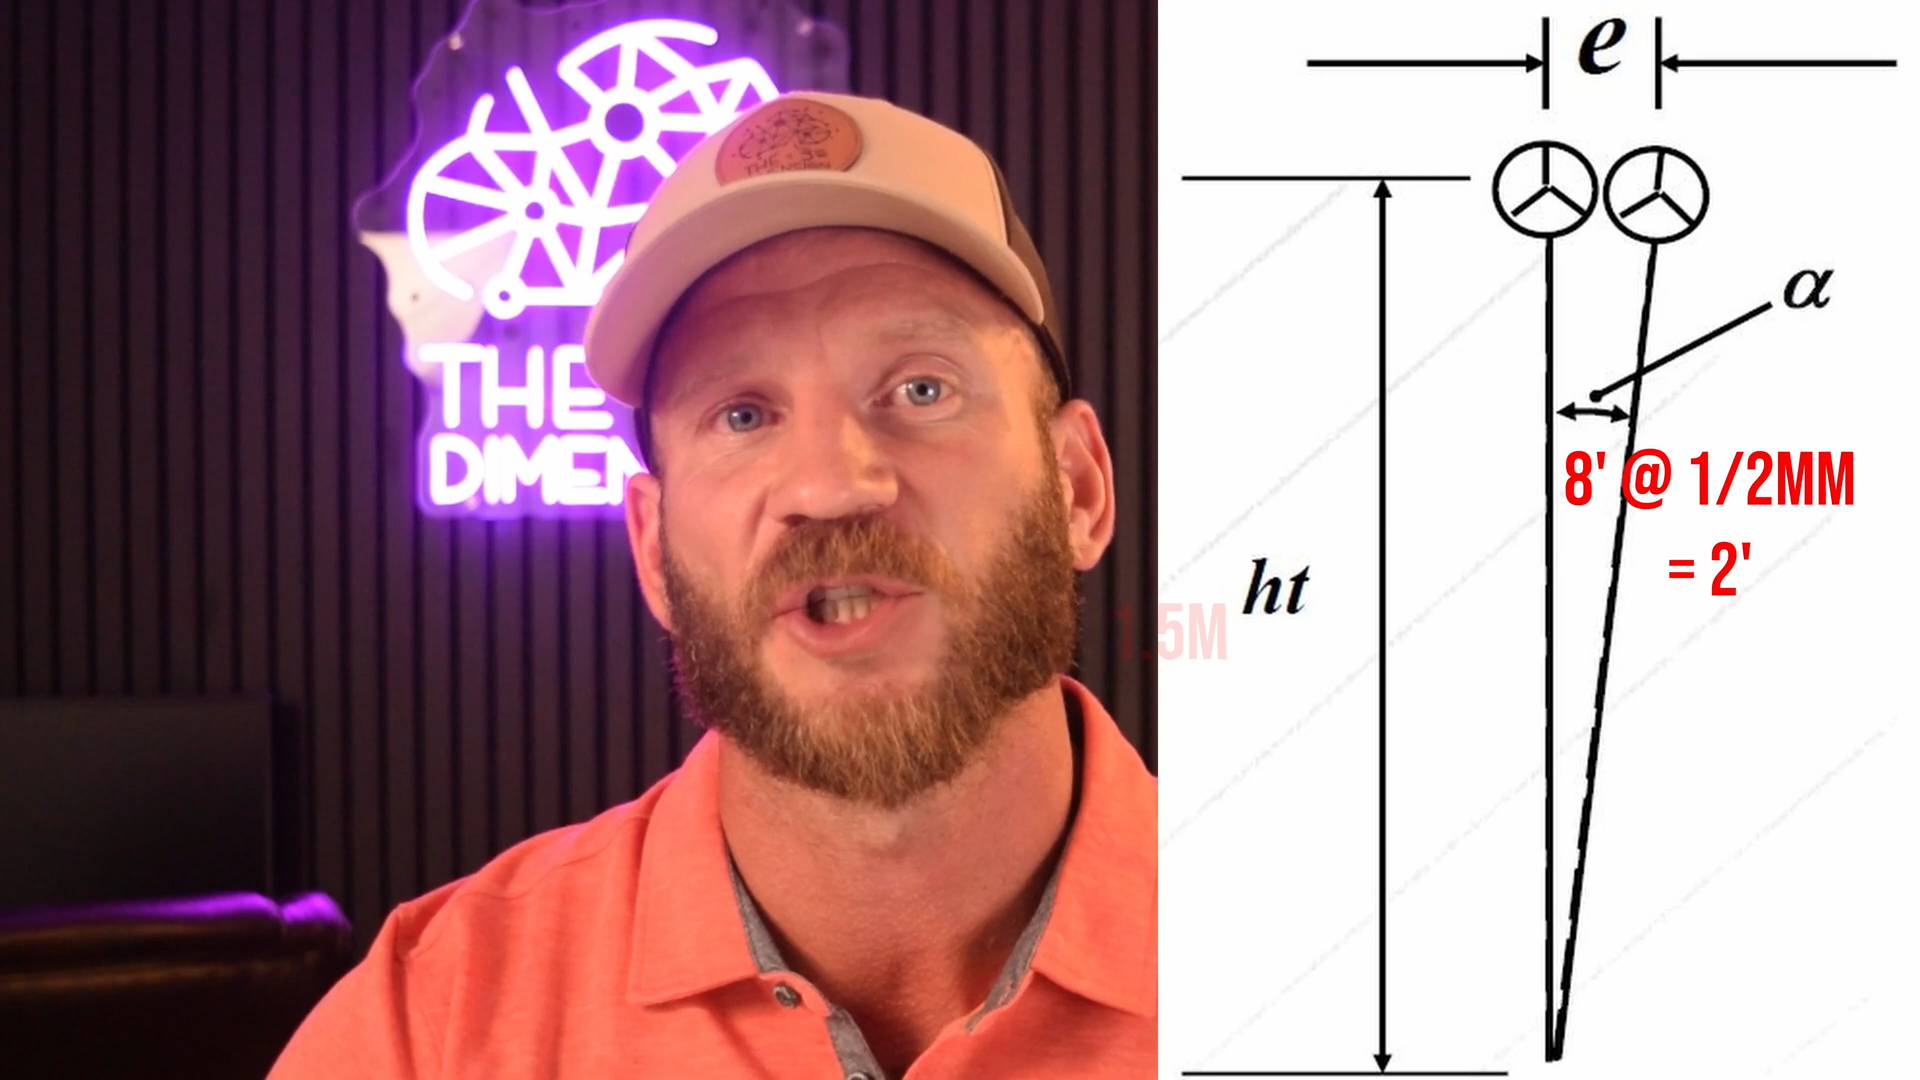 THE
DIMEN
e
α
8' @ 1/2MM
= 2'
ht
1.5M